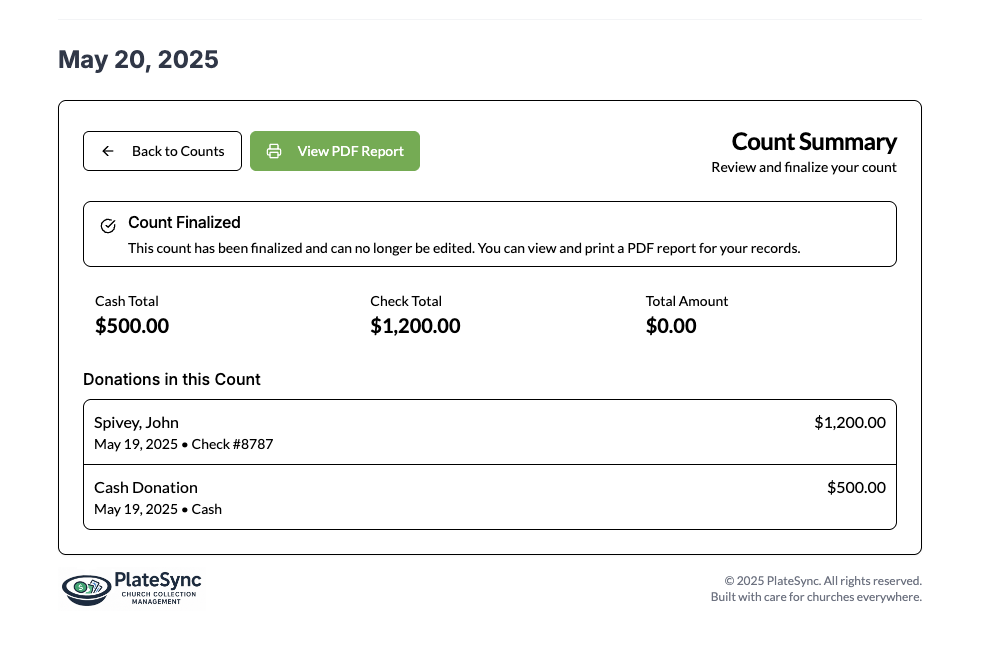 May 20, 2025
Back to Counts
View PDF Report
Count Summary
Review and finalize your count
Count Finalized
This count has been finalized and can no longer be edited. You can view and print a PDF report for your records.
Cash Total
$500.00
Check Total
$1,200.00
Total Amount
$0.00
Donations in this Count
Spivey, John
$1,200.00
May 19, 2025 • Check #8787
Cash Donation
$500.00
May 19, 2025 • Cash
PlateSync
CHURCH COLLECTION
MANAGEMENT
© 2025 PlateSync. All rights reserved.
Built with care for churches everywhere.